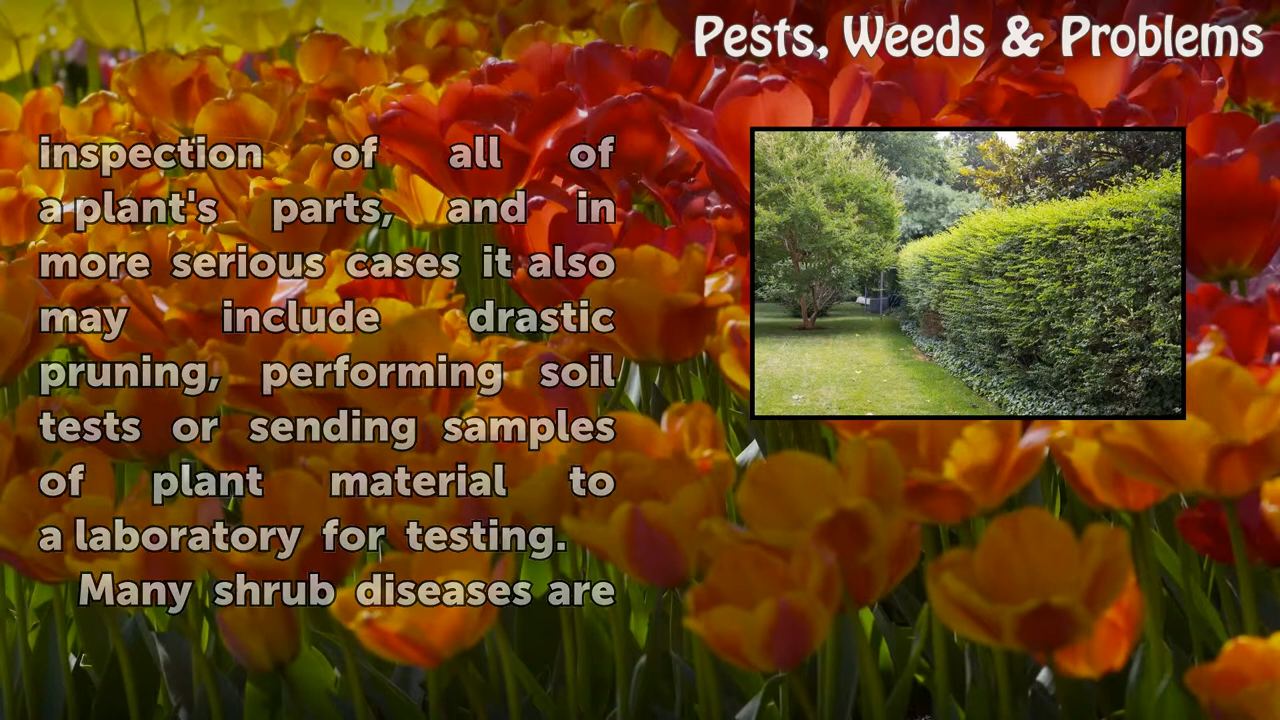 Pests, Weeds & Problems
inspection of all of
a plant's parts, and in
more serious cases it also
may include drastic
pruning, performing soil
tests or sending samples
of plant material to
a laboratory for testing.
Many shrub diseases are